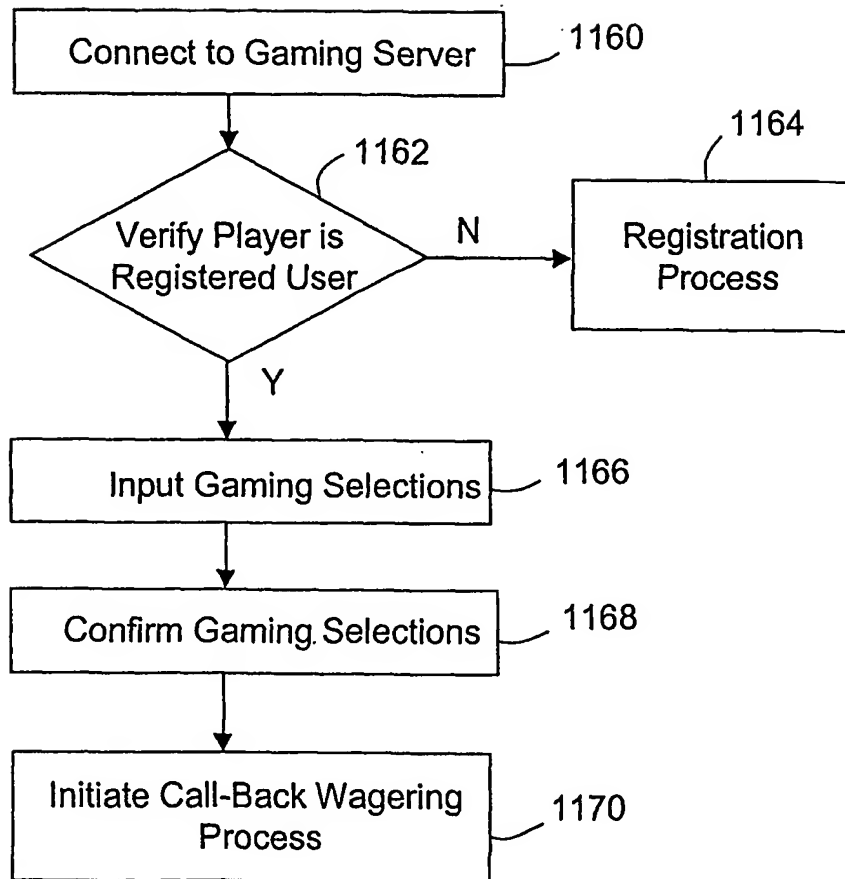 Connect to Gaming Server
1160
1162
1164
Verify Player is
Registered User
N
Registration
Process
Y
Input Gaming Selections
1166
Confirm Gaming Selections
1168
Initiate Call-Back Wagering
Process
1170